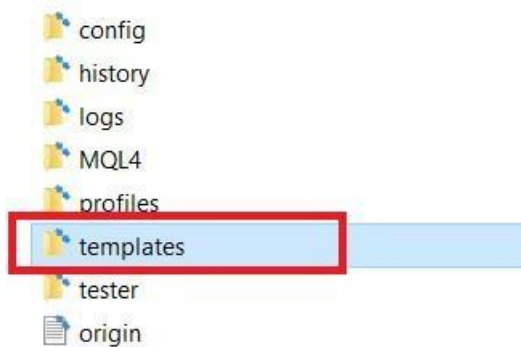 config
history
logs
MQL4
profiles
templates
tester
origin